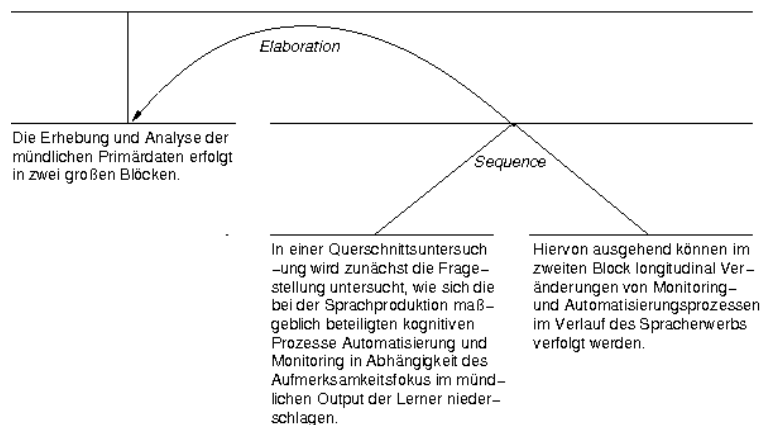 Elaboration
Die Erhebung und Analyse der
mündlichen Primärdaten erfolgt
in zwei großen Blöcken.
Sequence
In einer Querschnittsuntersuch
–ung wird zunächst die Frage–
stellung untersucht, wie sich die
bei der Sprachproduktion maß–
geblich beteiligten kognitiven
Prozesse Automatisierung und
Monitoring in Abhängigkeit des
Aufmerksamkeitsfokus im münd–
lichen Output der Lerner nieder–
schlagen.
Hiervon ausgehend können im
zweiten Block longitudinal Ver–
änderungen von Monitoring–
und Automatisierungsprozessen
im Verlauf des Spracherwerbs
verfolgt werden.